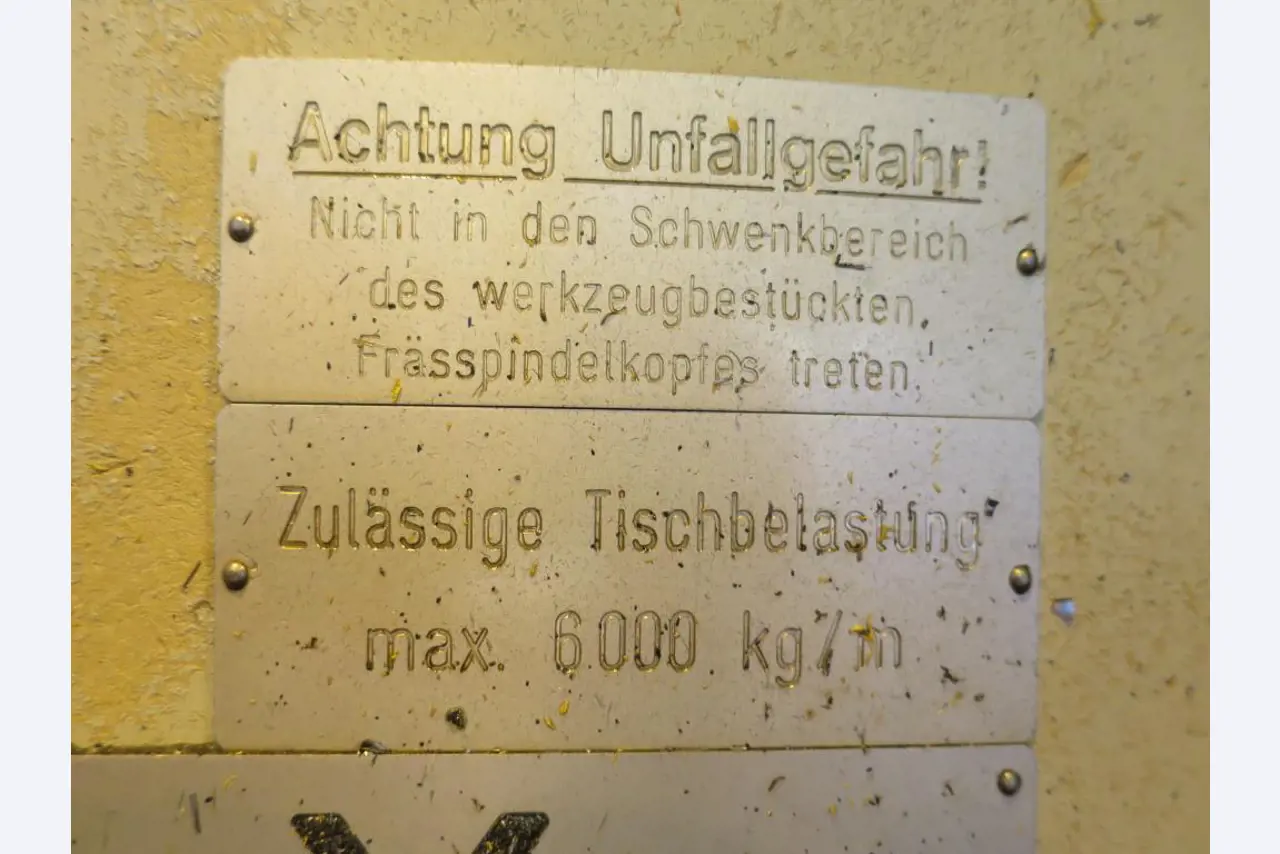 Achtung Unfallgefahr!
Nicht in den Schwenkbereich
des werkzeugbestückten
Frässpindelkopfes treten.
Zulässige Tischbelastung
max. 6000 kg/m